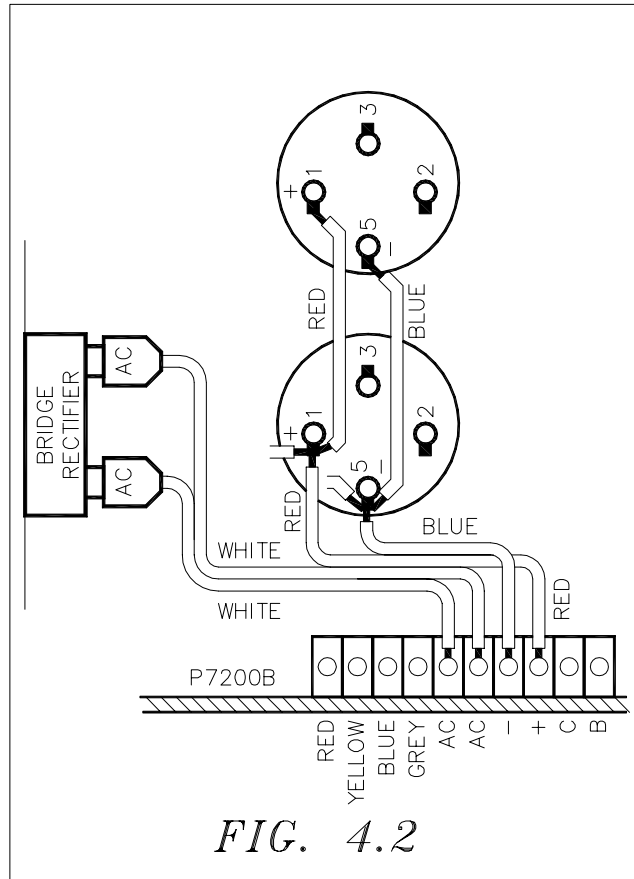 3
+ 1
2
5
-
RED
BLUE
3
AC
+ 1
2
BRIDGE
RECTIFIER
5
-
AC
RED
BLUE
WHITE
WHITE
RED
P7200B
RED
YELLOW
BLUE
GREY
AC
AC
-
+
C
B
FIG. 4.2